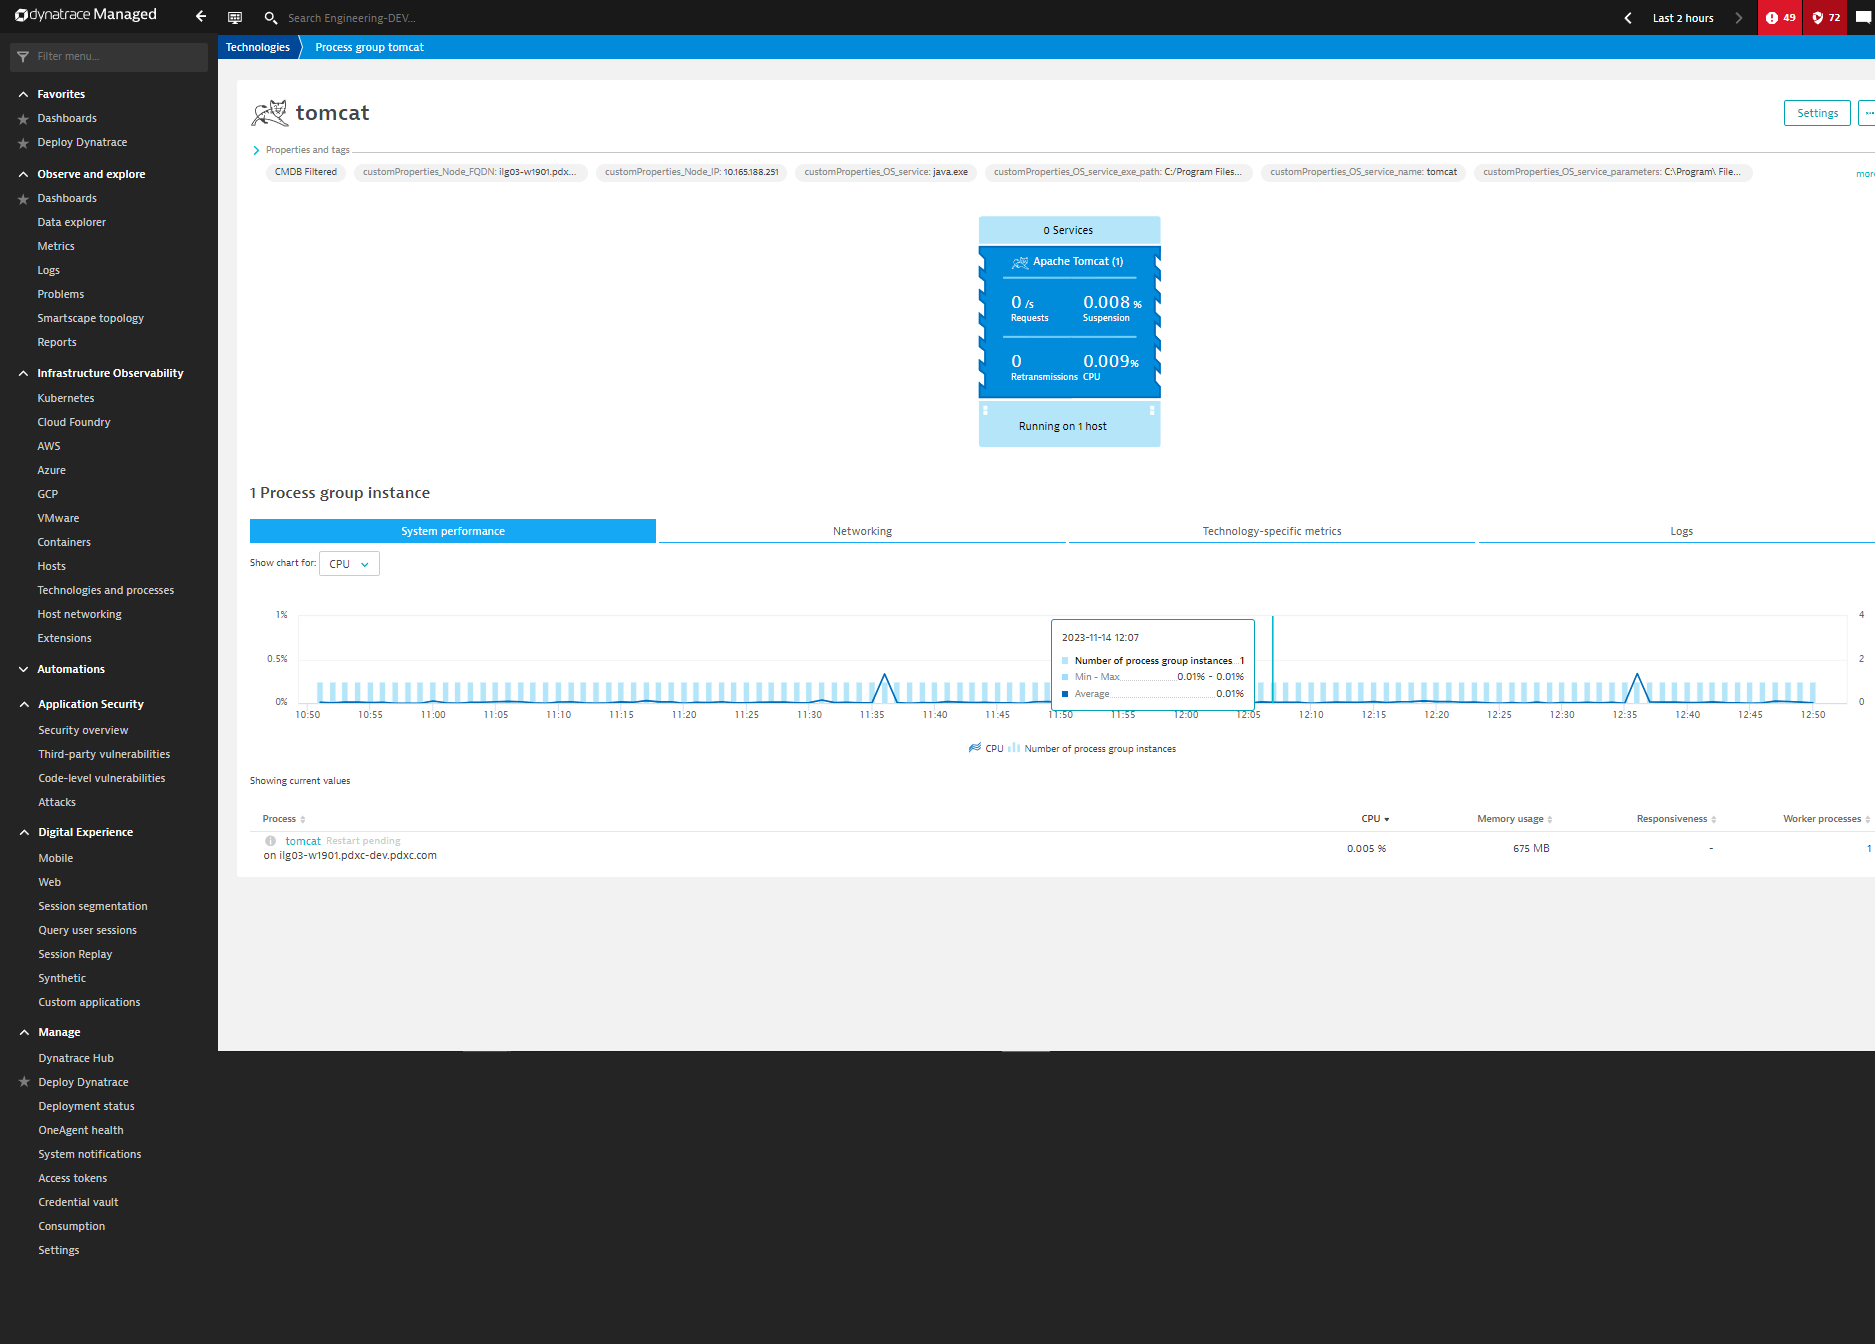 dynatrace Managed
Search Engineering-DEV...
Last 2 hours
49
72
Filter menu...
Favorites
Dashboards
Deploy Dynatrace
Observe and explore
Dashboards
Data explorer
Metrics
Logs
Problems
Smartscape topology
Reports
Infrastructure Observability
Kubernetes
Cloud Foundry
AWS
Azure
GCP
VMware
Containers
Hosts
Technologies and processes
Host networking
Extensions
Automations
Application Security
Security overview
Third-party vulnerabilities
Code-level vulnerabilities
Attacks
Digital Experience
Mobile
Web
Session segmentation
Query user sessions
Session Replay
Synthetic
Custom applications
Manage
Dynatrace Hub
Deploy Dynatrace
Deployment status
OneAgent health
System notifications
Access tokens
Credential vault
Consumption
Settings
Technologies
Process group tomcat
tomcat
Settings
...
Properties and tags
CMDB Filtered
customProperties_Node_FQDN: ilg03-w1901.pdx...
customProperties_Node_IP: 10.165.188.251
customProperties_OS_service: java.exe
customProperties_OS_service_exe_path: C:/Program Files...
customProperties_OS_service_name: tomcat
customProperties_OS_service_parameters: C:\Program\ File...
more
0 Services
Apache Tomcat (1)
0 /s 0.008 %
Requests Suspension
0 0.009%
Retransmissions CPU
Running on 1 host
1 Process group instance
System performance
Networking
Technology-specific metrics
Logs
Show chart for: CPU
1% 4
0.5% 2
0% 0
2023-11-14 12:07
Number of process group instances.. 1
Min - Max 0.01% - 0.01%
Average 0.01%
10:50 10:55 11:00 11:05 11:10 11:15 11:20 11:25 11:30 11:35 11:40 11:45 11:50 11:55 12:00 12:05 12:10 12:15 12:20 12:25 12:30 12:35 12:40 12:45 12:50
CPU Number of process group instances
Showing current values
Process CPU Memory usage Responsiveness Worker processes
tomcat Restart pending
on ilg03-w1901.pdxc-dev.pdxc.com
0.005 % 675 MB - 1